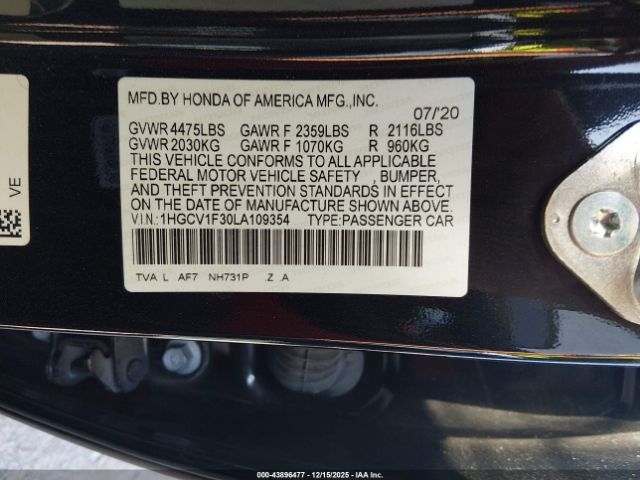 MFD.BY HONDA OF AMERICA MFG.,INC.
07/'20
GVWR 4475LBS GAWR F 2359LBS R 2116LBS
GVWR 2030KG GAWR F 1070KG R 960KG
THIS VEHICLE CONFORMS TO ALL APPLICABLE
FEDERAL MOTOR VEHICLE SAFETY , BUMPER,
AND THEFT PREVENTION STANDARDS IN EFFECT
ON THE DATE OF MANUFACTURE SHOWN ABOVE.
V.I.N.: 1HGCV1F30LA109354 TYPE:PASSENGER CAR
TVA L AF7 NH731P .Z .A
VE
© 43896477 - 12/15/2025 - IAA Inc.